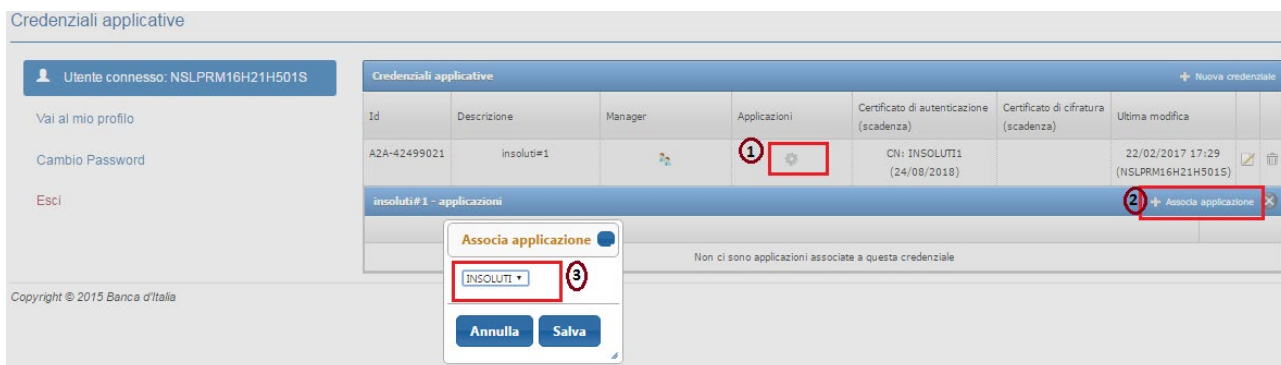 Credenziali applicative
Utente connesso: NSLPRM16H21H501S
Vai al mio profilo
Cambio Password
Esci
Credenziali applicative
Nuova credenziale
Id
Descrizione
Manager
Applicazioni
Certificato di autenticazione
(scadenza)
Certificato di cifratura
(scadenza)
Ultima modifica
A2A-42499021
insoluti#1
1
CN: INSOLUTI1
(24/08/2018)
22/02/2017 17:29
(NSLPRM16H21H501S)
insoluti#1 - applicazioni
2
Associa applicazione
Non ci sono applicazioni associate a questa credenziale
Associa applicazione
INSOLUTI
3
Annulla
Salva
Copyright © 2015 Banca d'Italia